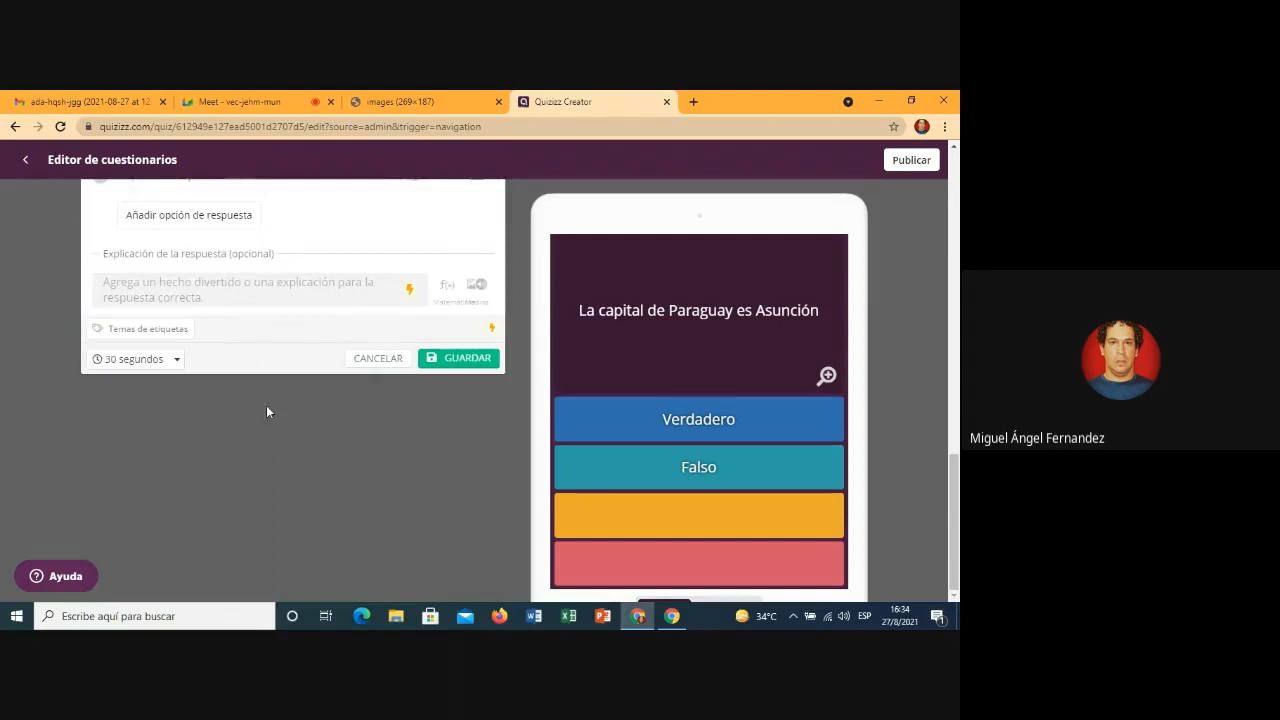 ada-hqsh-jgg (2021-08-27 at 12
Meet - vec-jehm-mun
images (269×187)
Quizizz Creator
quizizz.com/quiz/612949e127ead5001d2707d5/edit?source=admin&trigger=navigation
Editor de cuestionarios
Publicar
Añadir opción de respuesta
Explicación de la respuesta (opcional)
Agrega un hecho divertido o una explicación para la
respuesta correcta.
f(x)
Temas de etiquetas
30 segundos
CANCELAR
GUARDAR
La capital de Paraguay es Asunción
Verdadero
Falso
Miguel Ángel Fernandez
Ayuda
Escribe aquí para buscar
34°C
ESP
16:34
27/8/2021
1